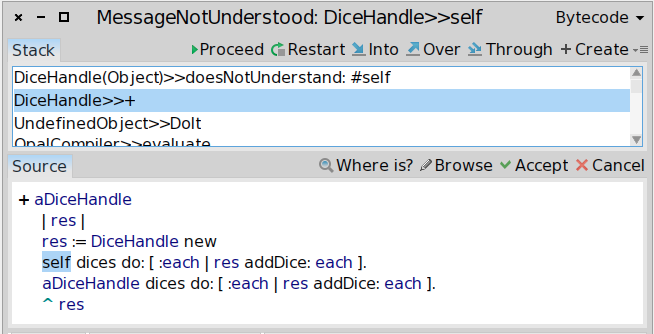 MessageNotUnderstood: DiceHandle>>self
Bytecode
Stack
Proceed Restart Into Over Through Create
DiceHandle(Object)>>doesNotUnderstand: #self
DiceHandle>>+
UndefinedObject>>DoIt
OpalCompiler>>evaluate
Source
Where is? Browse Accept Cancel
+ aDiceHandle
| res |
res := DiceHandle new
self dices do: [ :each | res addDice: each ].
aDiceHandle dices do: [ :each | res addDice: each ].
^ res